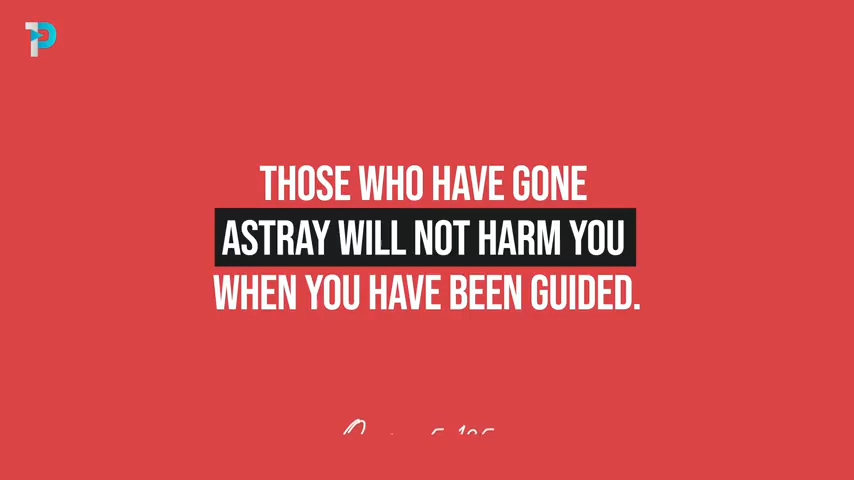 THOSE WHO HAVE GONE
ASTRAY WILL NOT HARM YOU
WHEN YOU HAVE BEEN GUIDED.